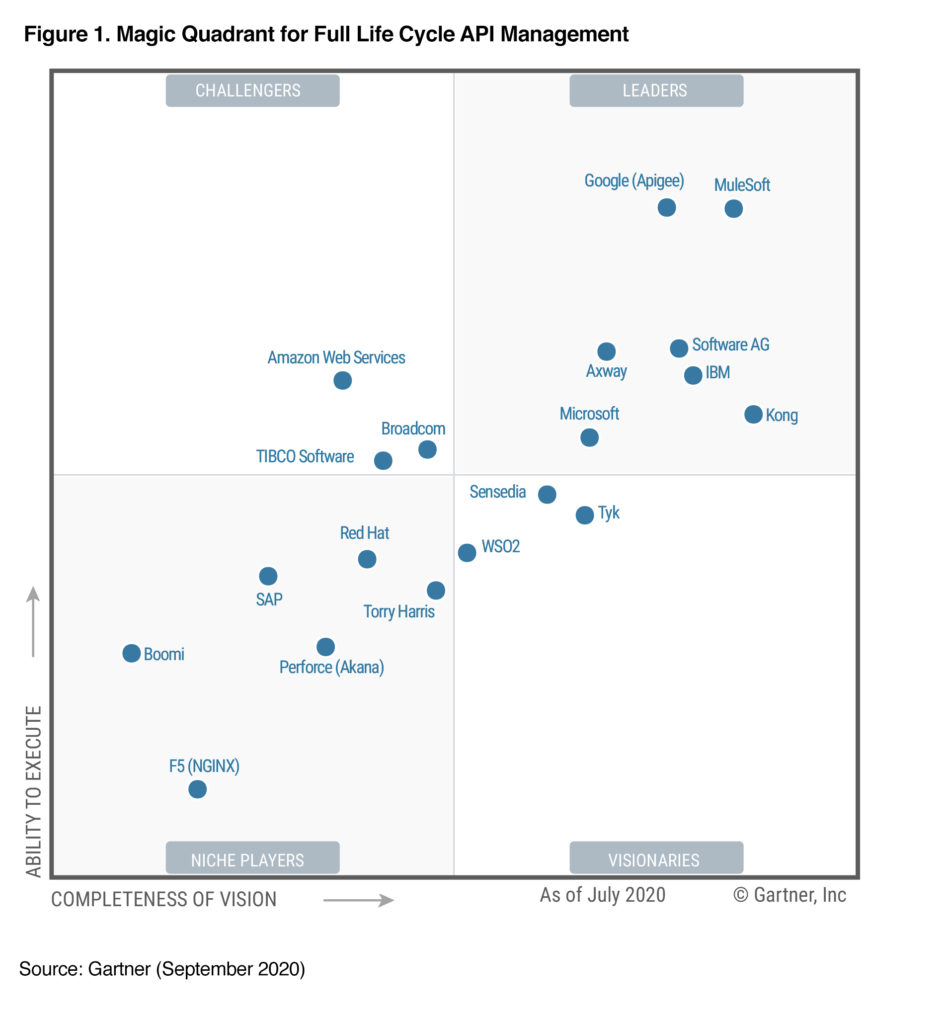 Figure 1. Magic Quadrant for Full Life Cycle API Management
CHALLENGERS
LEADERS
Google (Apigee)
MuleSoft
Amazon Web Services
Software AG
Axway
IBM
Microsoft
Kong
Broadcom
TIBCO Software
Sensedia
Tyk
Red Hat
WSO2
SAP
Torry Harris
Boomi
Perforce (Akana)
F5 (NGINX)
ABILITY TO EXECUTE
NICHE PLAYERS
VISIONARIES
COMPLETENESS OF VISION
As of July 2020
© Gartner, Inc
Source: Gartner (September 2020)